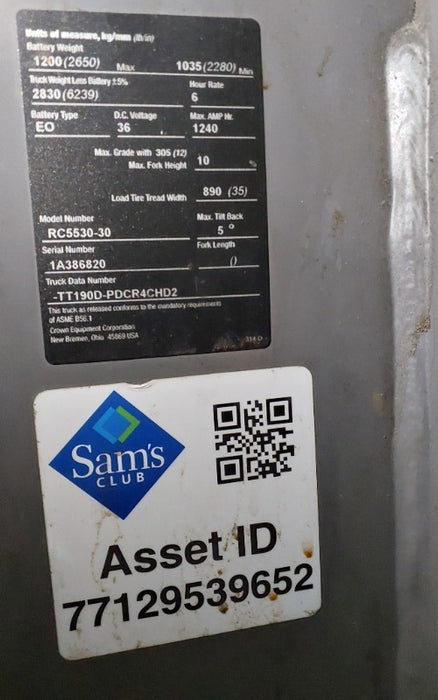 Units of measure, kg/mm (lb/in)
Battery Weight
1200 (2650) Max 1035 (2280) Min
Truck Weight Less Battery ±5% Hour Rate
2830 (6239) 6
Battery Type D.C. Voltage Max. AMP Hr.
EO 36 1240
Max. Grade with 305 (12)
Max. Fork Height 10 %
Load Tire Tread Width 890 (35)
Model Number Max. Tilt Back
RC5530-30 5 °
Serial Number Fork Length
1A386820 ()
Truck Data Number
-TT190D-PDCR4CHD2
This truck as released conforms to the mandatory requirements
of ASME B56.1
Crown Equipment Corporation
New Bremen, Ohio 45869 USA 314 D
Sam's
CLUB
Asset ID
77129539652